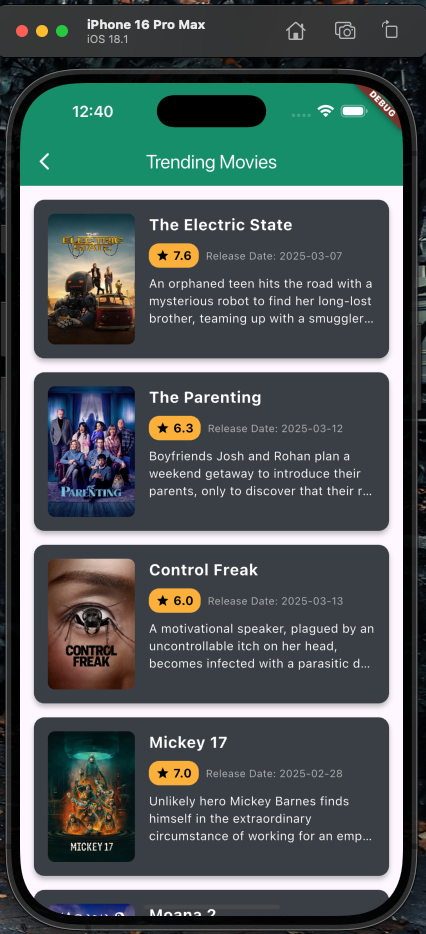 iPhone 16 Pro Max
iOS 18.1
12:40
DEBUG
Trending Movies
THE
ELECTRIC
STATE
The Electric State
★ 7.6 Release Date: 2025-03-07
An orphaned teen hits the road with a
mysterious robot to find her long-lost
brother, teaming up with a smuggler…
THE
PARENTING
The Parenting
★ 6.3 Release Date: 2025-03-12
Boyfriends Josh and Rohan plan a
weekend getaway to introduce their
parents, only to discover that their r…
CONTROL
FREAK
Control Freak
★ 6.0 Release Date: 2025-03-13
A motivational speaker, plagued by an
uncontrollable itch on her head,
becomes infected with a parasitic d…
MICKEY 17
Mickey 17
★ 7.0 Release Date: 2025-02-28
Unlikely hero Mickey Barnes finds
himself in the extraordinary
circumstance of working for an emp…
Moana 2